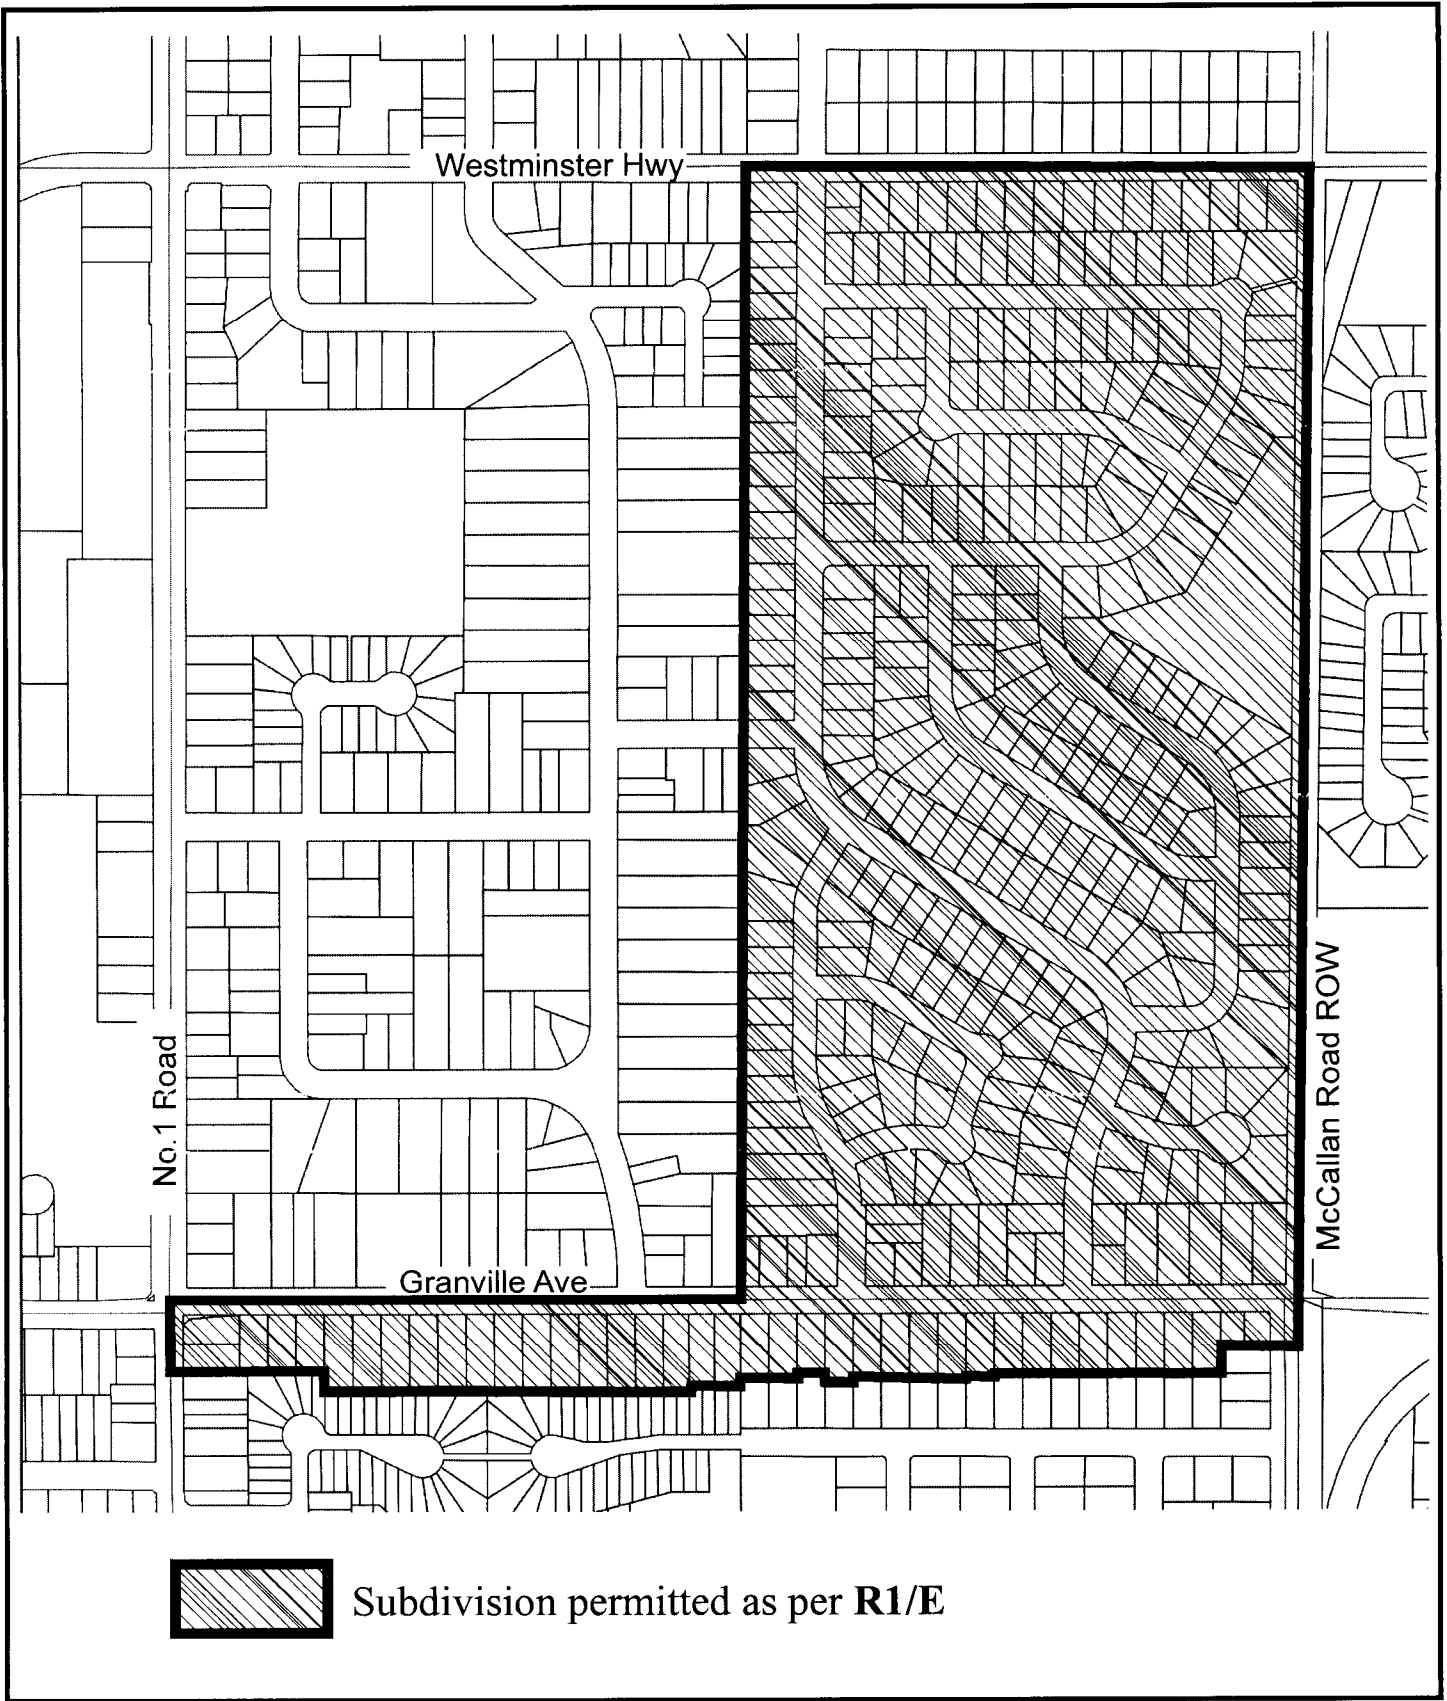 Westminster Hwy
McCallan Road ROW
No.1 Road
Granville Ave
Subdivision permitted as per R1/E